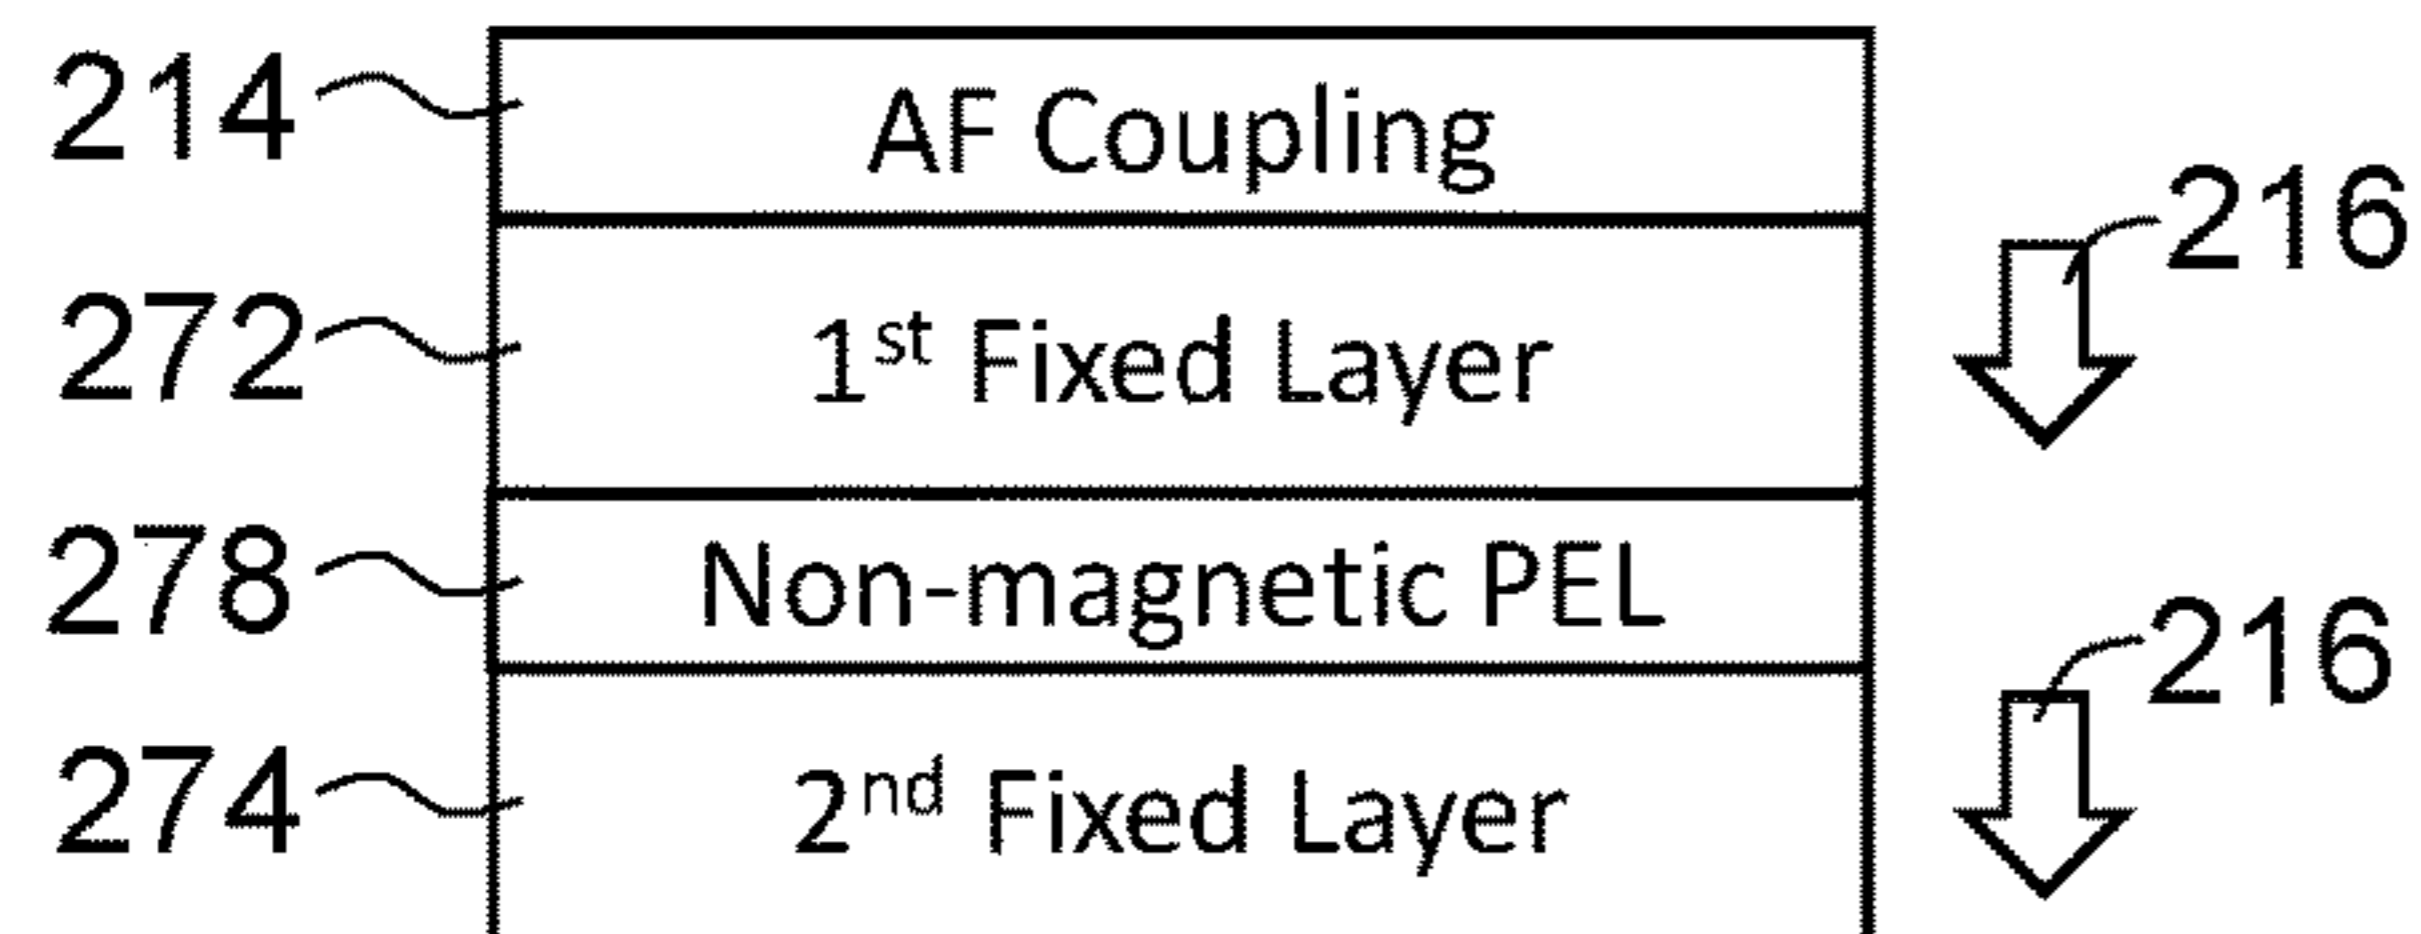 214 AF Coupling
216
272 1st Fixed Layer
278 Non-magnetic PEL
216
274 2nd Fixed Layer